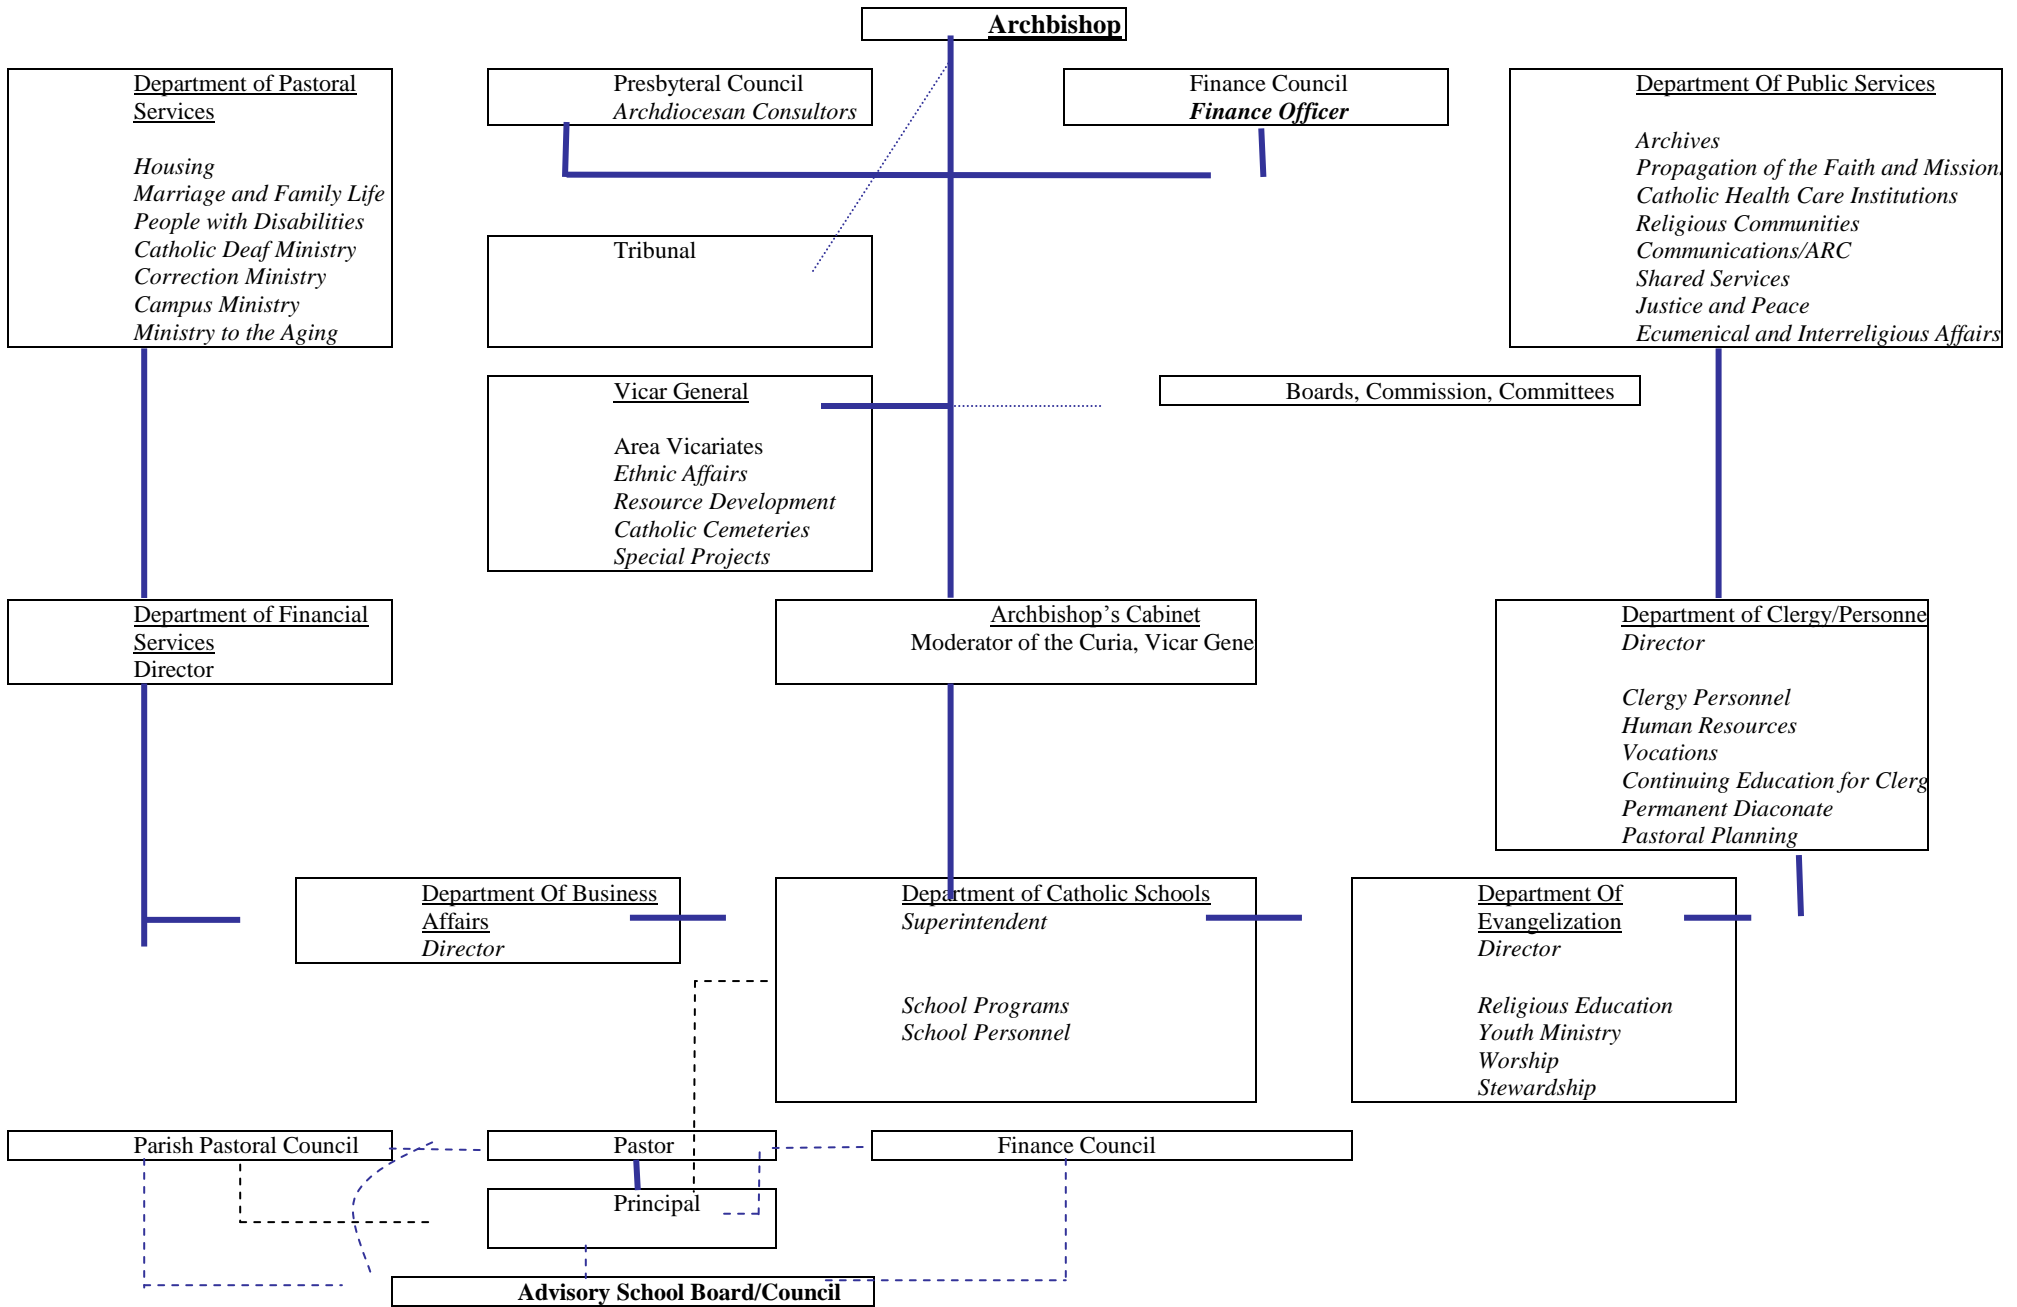 Archbishop
Department of Pastoral
Services
Housing
Marriage and Family Life
People with Disabilities
Catholic Deaf Ministry
Correction Ministry
Campus Ministry
Ministry to the Aging
Presbyteral Council
Archdiocesan Consultors
Finance Council
Finance Officer
Department Of Public Services
Archives
Propagation of the Faith and Mission
Catholic Health Care Institutions
Religious Communities
Communications/ARC
Shared Services
Justice and Peace
Ecumenical and Interreligious Affairs
Tribunal
Vicar General
Area Vicariates
Ethnic Affairs
Resource Development
Catholic Cemeteries
Special Projects
Boards, Commission, Committees
Department of Financial
Services
Director
Archbishop’s Cabinet
Moderator of the Curia, Vicar Gene
Department of Clergy/Personne
Director
Clergy Personnel
Human Resources
Vocations
Continuing Education for Clerg
Permanent Diaconate
Pastoral Planning
Department Of Business
Affairs
Director
Department of Catholic Schools
Superintendent
School Programs
School Personnel
Department Of
Evangelization
Director
Religious Education
Youth Ministry
Worship
Stewardship
Parish Pastoral Council
Pastor
Finance Council
Principal
Advisory School Board/Council